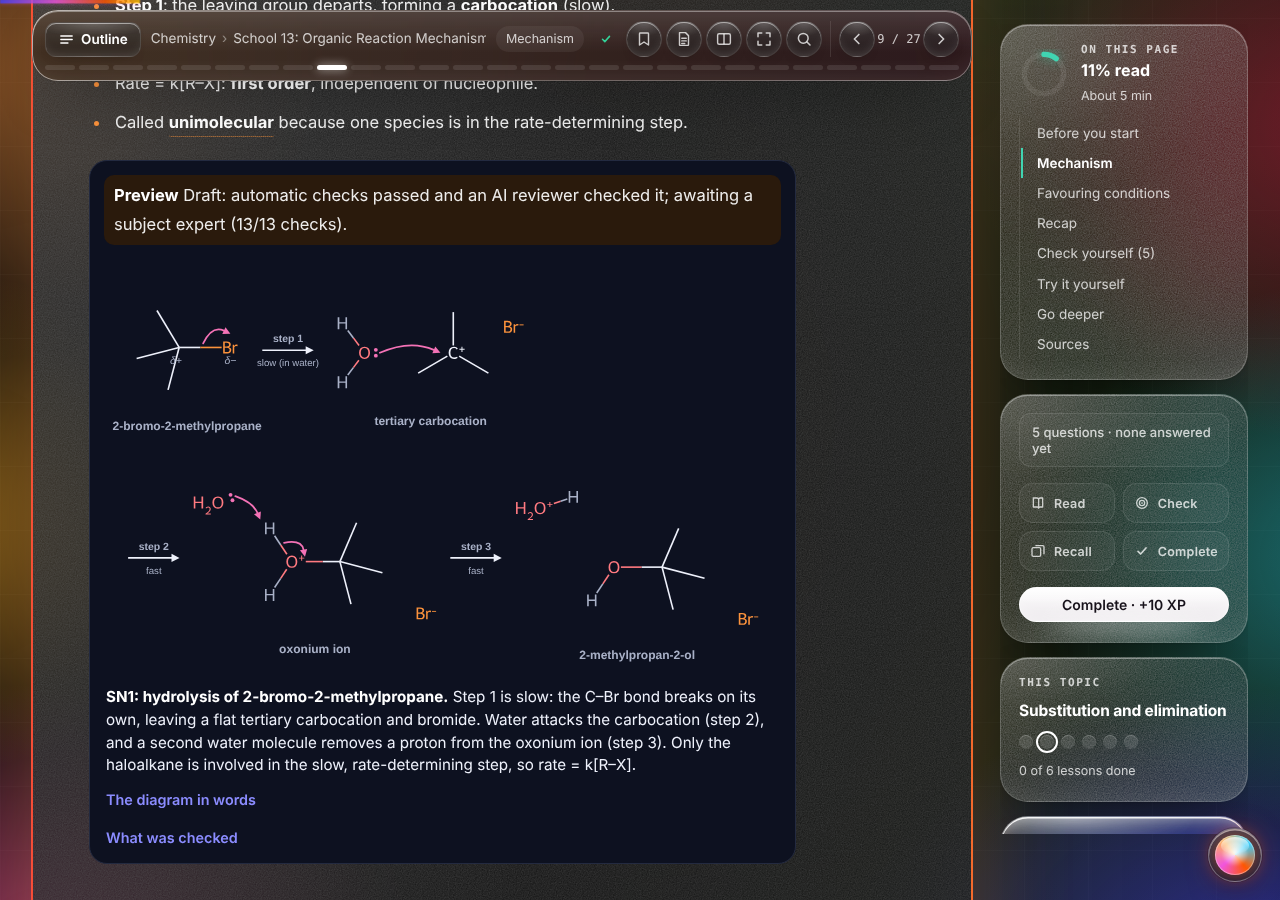 Step 1: the leaving group departs, forming a carbocation (slow).
Outline
Chemistry › School 13: Organic Reaction Mechanism
Mechanism
9 / 27
Rate = k[R–X]: first order, independent of nucleophile.
Called unimolecular because one species is in the rate-determining step.
Preview Draft: automatic checks passed and an AI reviewer checked it; awaiting a
subject expert (13/13 checks).
Br
δ+
δ−
2-bromo-2-methylpropane
step 1
slow (in water)
H
O
H
C+
Br−
tertiary carbocation
step 2
fast
H2O
H
O+
H
Br−
oxonium ion
step 3
fast
H2O+
H
O
H
Br−
2-methylpropan-2-ol
SN1: hydrolysis of 2-bromo-2-methylpropane. Step 1 is slow: the C–Br bond breaks on its
own, leaving a flat tertiary carbocation and bromide. Water attacks the carbocation (step 2),
and a second water molecule removes a proton from the oxonium ion (step 3). Only the
haloalkane is involved in the slow, rate-determining step, so rate = k[R–X].
The diagram in words
What was checked
ON THIS PAGE
11% read
About 5 min
Before you start
Mechanism
Favouring conditions
Recap
Check yourself (5)
Try it yourself
Go deeper
Sources
5 questions · none answered
yet
Read
Check
Recall
Complete
Complete · +10 XP
THIS TOPIC
Substitution and elimination
0 of 6 lessons done